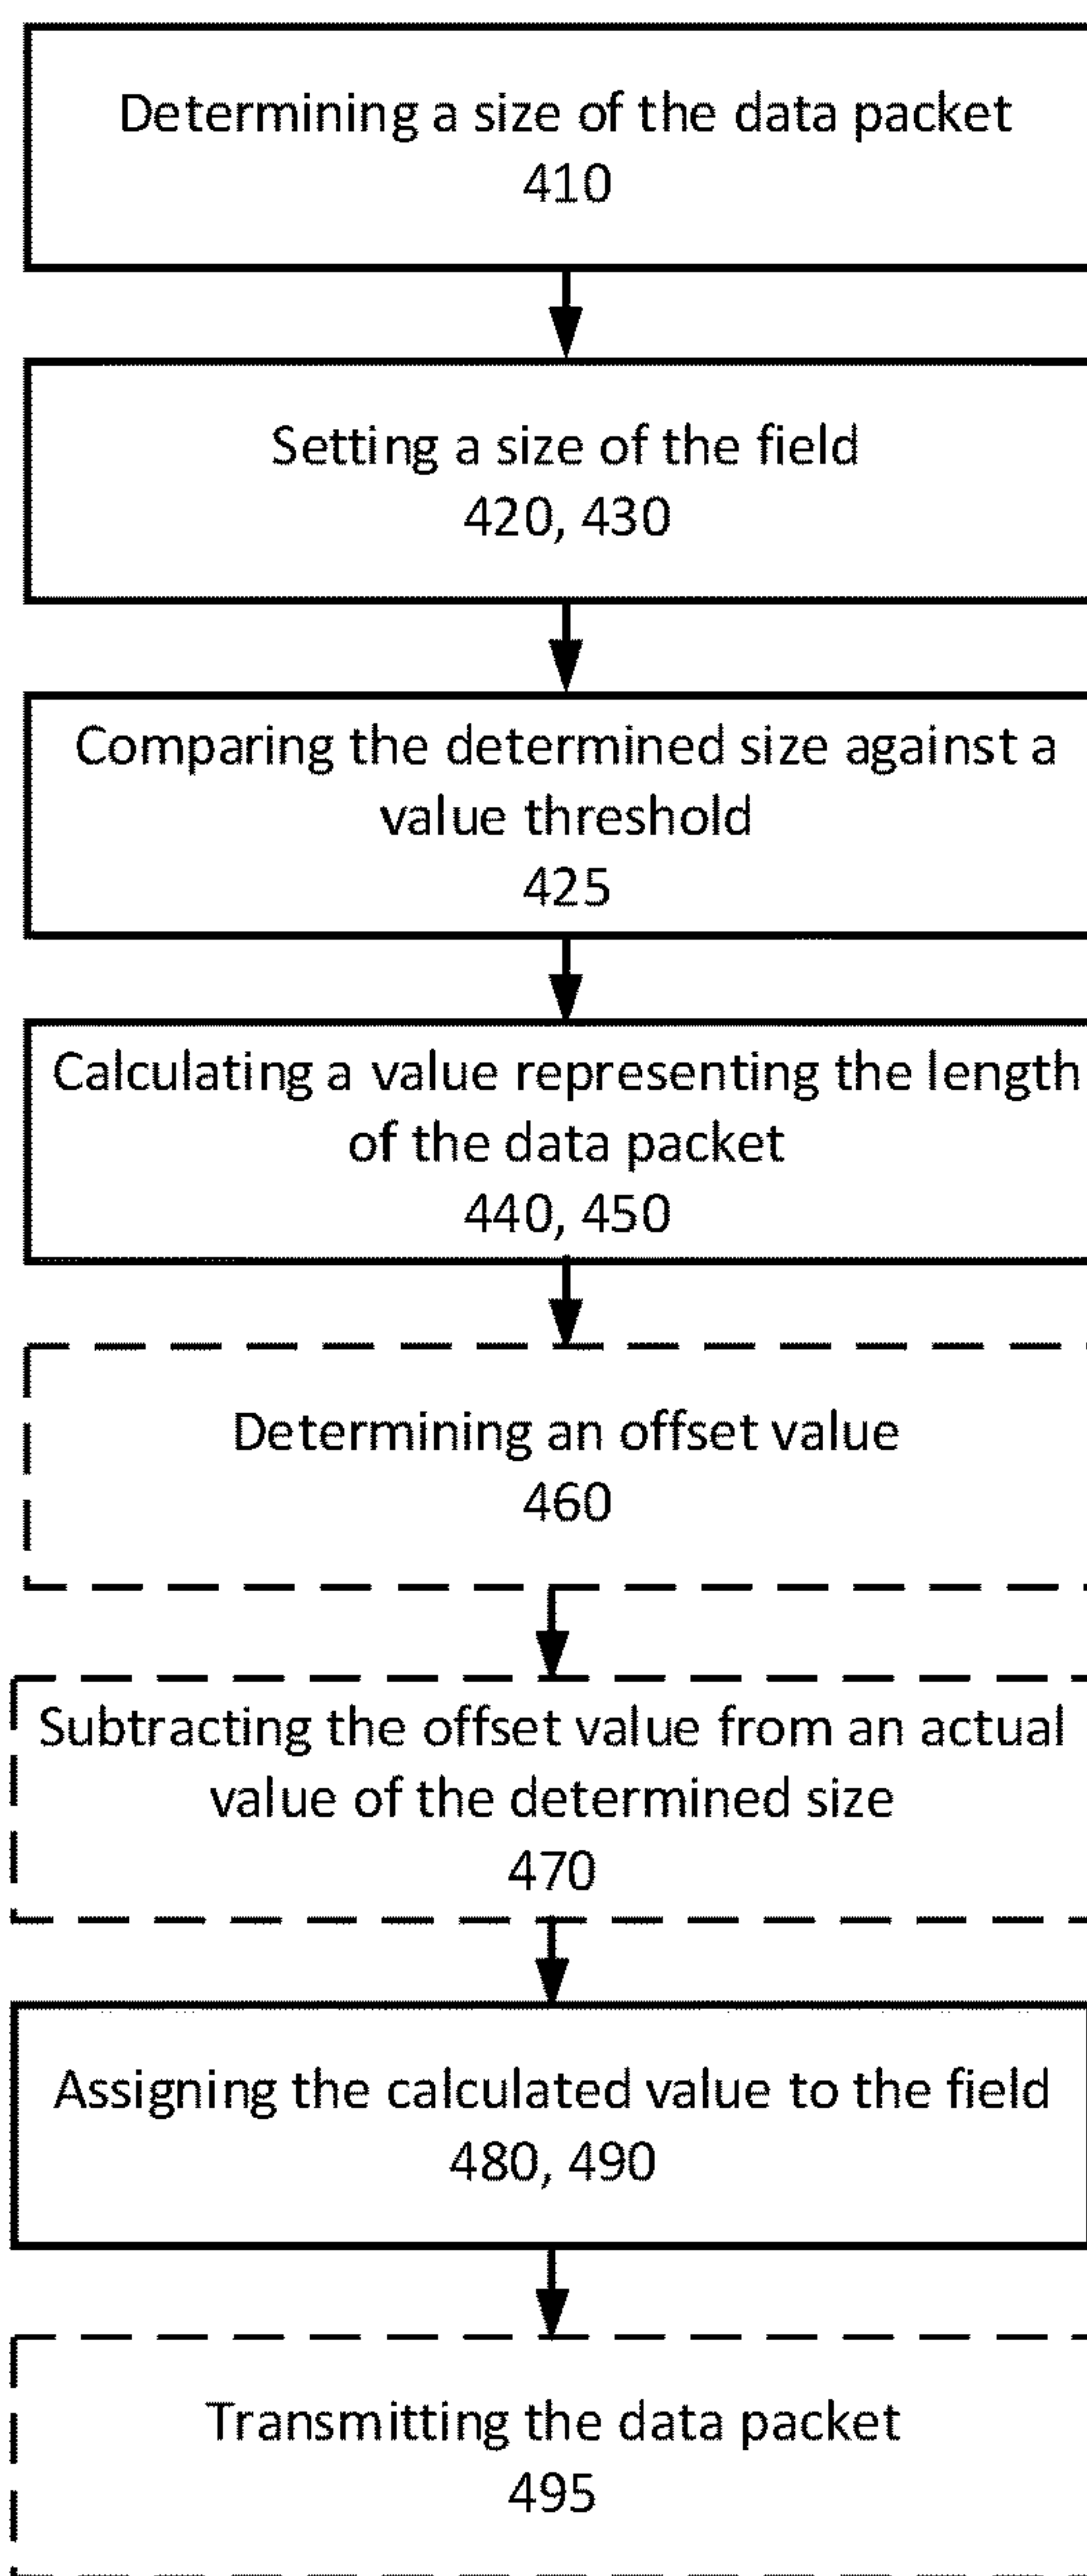 Determining a size of the data packet
410
Setting a size of the field
420, 430
Comparing the determined size against a
value threshold
425
Calculating a value representing the length
of the data packet
440, 450
Determining an offset value
460
Subtracting the offset value from an actual
value of the determined size
470
Assigning the calculated value to the field
480, 490
Transmitting the data packet
495